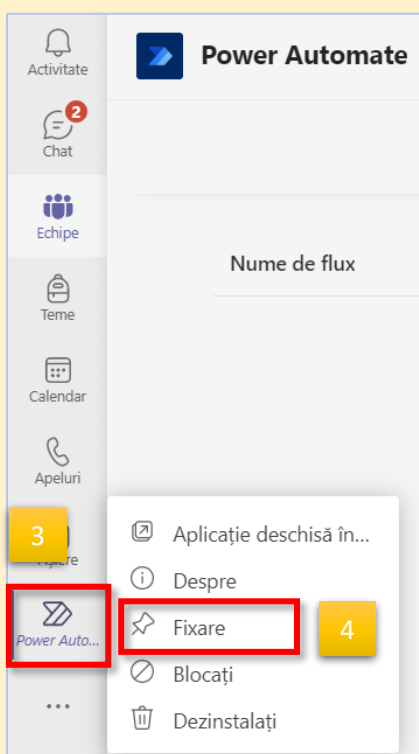 Activitate
Power Automate
2
Chat
Echipe
Nume de flux
Teme
Calendar
Apeluri
3
Aplicație deschisă în...
Despre
Power Auto...
Fixare
4
Blocați
Dezinstalați